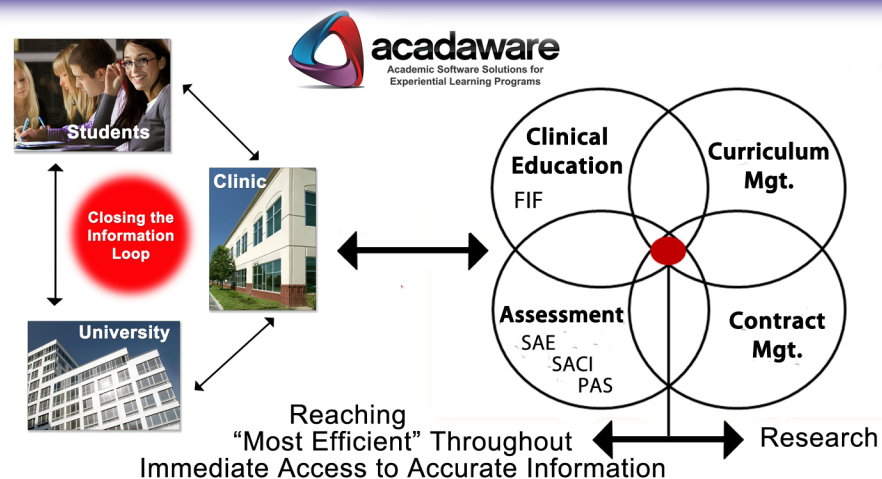 acadaware
Academic Software Solutions for
Experiential Learning Programs
Students
Clinic
Closing the
Information
Loop
University
Clinical
Education
FIF
Curriculum
Mgt.
Assessment
SAE
SACI
PAS
Contract
Mgt.
Reaching
“Most Efficient” Throughout
Immediate Access to Accurate Information
Research